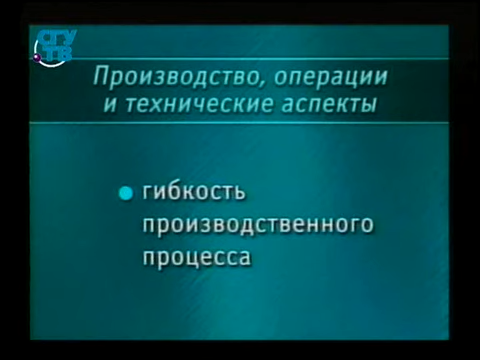 СГУ
ТВ
Производство, операции
и технические аспекты
гибкость
производственного
процесса